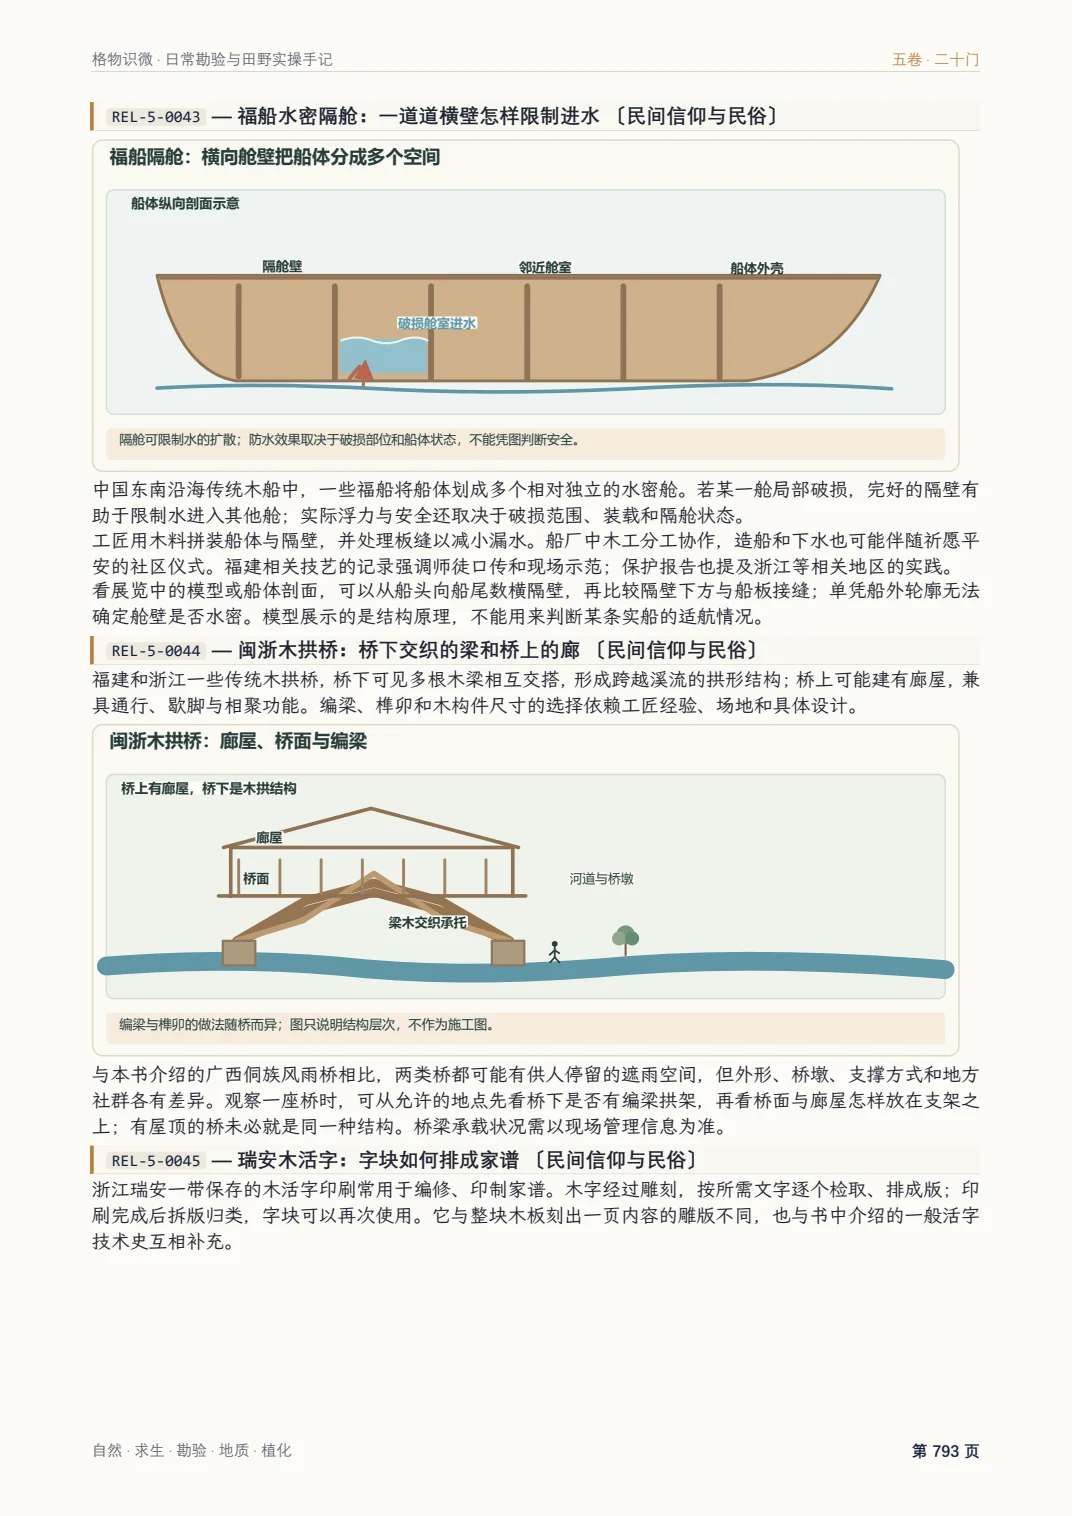 格物识微 · 日常勘验与田野实操手记
五卷 · 二十门
REL-5-0043 — 福船水密隔舱：一道道横壁怎样限制进水 〔民间信仰与民俗〕
福船隔舱：横向舱壁把船体分成多个空间
船体纵向剖面示意
隔舱壁
邻近舱室
船体外壳
破损舱室进水
隔舱可限制水的扩散；防水效果取决于破损部位和船体状态，不能凭图判断安全。
中国东南沿海传统木船中，一些福船将船体划成多个相对独立的水密舱。若某一舱局部破损，完好的隔壁有
助于限制水进入其他舱；实际浮力与安全还取决于破损范围、装载和隔舱状态。
工匠用木料拼装船体与隔壁，并处理板缝以减小漏水。船厂中木工分工协作，造船和下水也可能伴随祈愿平
安的社区仪式。福建相关技艺的记录强调师徒口传和现场示范；保护报告也提及浙江等相关地区的实践。
看展览中的模型或船体剖面，可以从船头向船尾数横隔壁，再比较隔壁下方与船板接缝；单凭船外轮廓无法
确定舱壁是否水密。模型展示的是结构原理，不能用来判断某条实船的适航情况。
REL-5-0044 — 闽浙木拱桥：桥下交织的梁和桥上的廊 〔民间信仰与民俗〕
福建和浙江一些传统木拱桥，桥下可见多根木梁相互交搭，形成跨越溪流的拱形结构；桥上可能建有廊屋，兼
具通行、歇脚与相聚功能。编梁、榫卯和木构件尺寸的选择依赖工匠经验、场地和具体设计。
闽浙木拱桥：廊屋、桥面与编梁
桥上有廊屋，桥下是木拱结构
廊屋
桥面
河道与桥墩
梁木交织承托
编梁与榫卯的做法随桥而异；图只说明结构层次，不作为施工图。
与本书介绍的广西侗族风雨桥相比，两类桥都可能有供人停留的遮雨空间，但外形、桥墩、支撑方式和地方
社群各有差异。观察一座桥时，可从允许的地点先看桥下是否有编梁拱架，再看桥面与廊屋怎样放在支架之
上；有屋顶的桥未必就是同一种结构。桥梁承载状况需以现场管理信息为准。
REL-5-0045 — 瑞安木活字：字块如何排成家谱 〔民间信仰与民俗〕
浙江瑞安一带保存的木活字印刷常用于编修、印制家谱。木字经过雕刻，按所需文字逐个检取、排成版；印
刷完成后拆版归类，字块可以再次使用。它与整块木板刻出一页内容的雕版不同，也与书中介绍的一般活字
技术史互相补充。
自然 · 求生 · 勘验 · 地质 · 植化
第 793 页